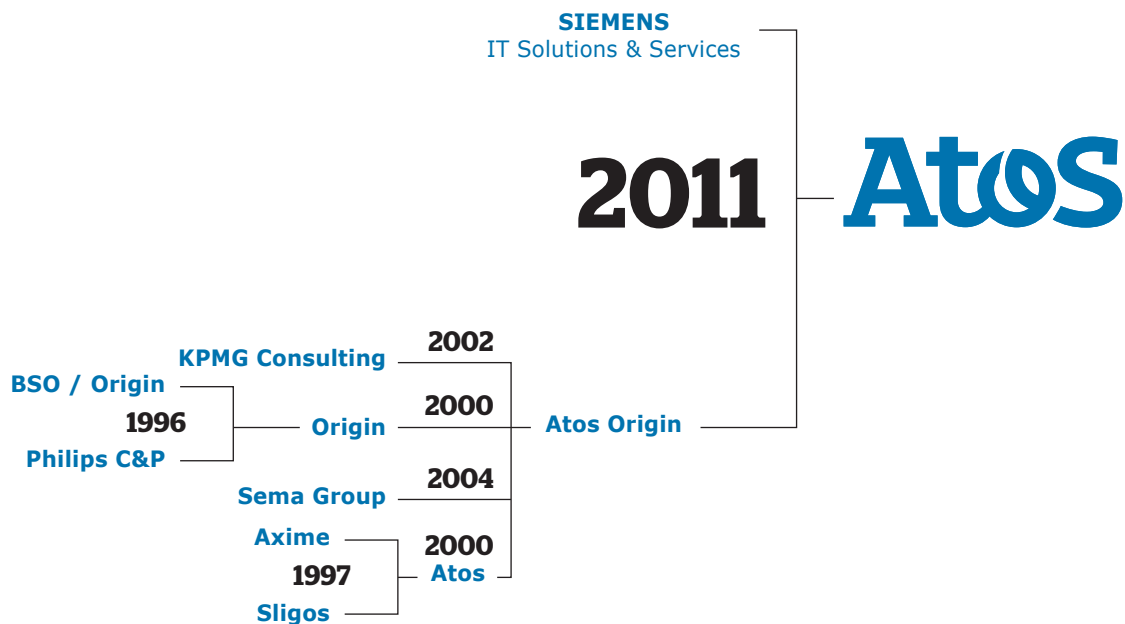 SIEMENS
IT Solutions & Services
2011
Atos
2002
KPMG Consulting
BSO / Origin
2000
1996
Origin
Atos Origin
Philips C&P
2004
Sema Group
Axime
2000
1997
Atos
Sligos